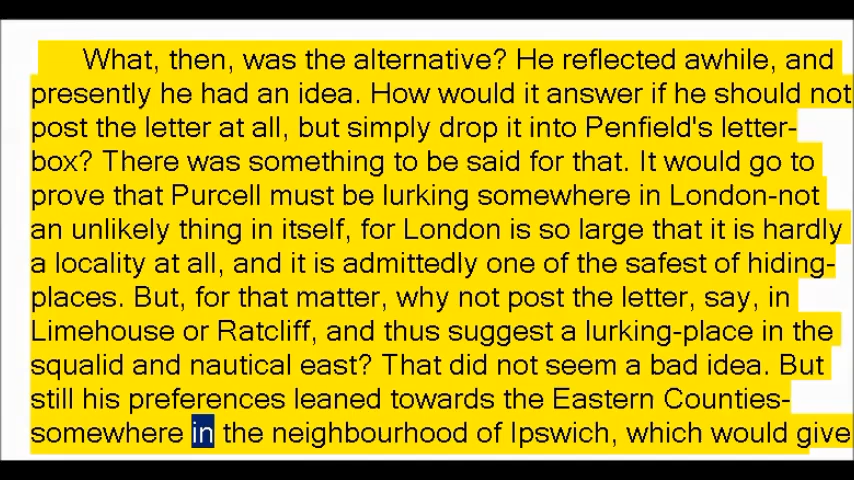 What, then, was the alternative? He reflected awhile, and
presently he had an idea. How would it answer if he should not
post the letter at all, but simply drop it into Penfield's letter-
box? There was something to be said for that. It would go to
prove that Purcell must be lurking somewhere in London-not
an unlikely thing in itself, for London is so large that it is hardly
a locality at all, and it is admittedly one of the safest of hiding-
places. But, for that matter, why not post the letter, say, in
Limehouse or Ratcliff, and thus suggest a lurking-place in the
squalid and nautical east? That did not seem a bad idea. But
still his preferences leaned towards the Eastern Counties-
somewhere in the neighbourhood of Ipswich, which would give